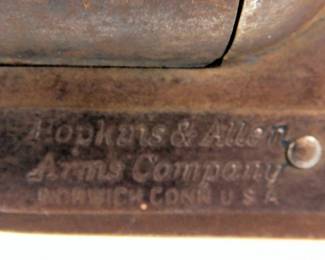 Hopkins & Allen
Arms Company
NORWICH, CONN. U S A